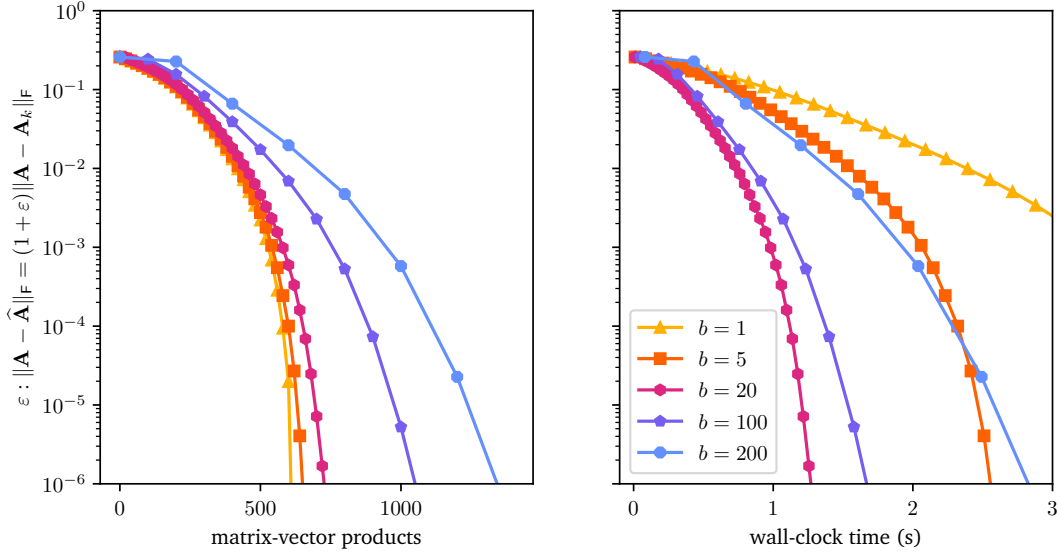 ε: ‖A − Â‖_F = (1 + ε)‖A − A_k‖_F
10^0
10^−1
10^−2
10^−3
10^−4
10^−5
10^−6
0 500 1000
matrix-vector products
b = 1
b = 5
b = 20
b = 100
b = 200
0 1 2 3
wall-clock time (s)